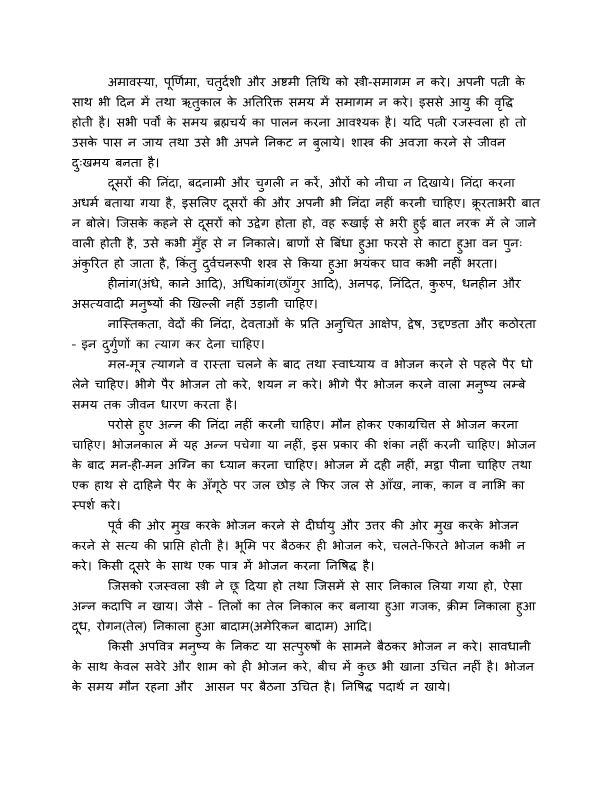 अमावस्या, पूर्णिमा, चतुर्दशी और अष्टमी तिथि को स्त्री-समागम न करे। अपनी पत्नी के
साथ भी दिन में तथा ऋतुकाल के अतिरिक्त समय में समागम न करे। इससे आयु की वृद्धि
होती है। सभी पर्वों के समय ब्रह्मचर्य का पालन करना आवश्यक है। यदि पत्नी रजस्वला हो तो
उसके पास न जाय तथा उसे भी अपने निकट न बुलाये। शास्त्र की अवज्ञा करने से जीवन
दुःखमय बनता है।
दूसरों की निंदा, बदनामी और चुगली न करें, औरों को नीचा न दिखाये। निंदा करना
अधर्म बताया गया है, इसलिए दूसरों की और अपनी भी निंदा नहीं करनी चाहिए। क्रूरताभरी बात
न बोले। जिसके कहने से दूसरों को उद्वेग होता हो, वह रूखाई से भरी हुई बात नरक में ले जाने
वाली होती है, उसे कभी मुँह से न निकाले। बाणों से बिंधा हुआ फरसे से काटा हुआ वन पुनः
अंकुरित हो जाता है, किंतु दुर्वचनरूपी शस्त्र से किया हुआ भयंकर घाव कभी नहीं भरता।
हीनांग(अंधे, काने आदि), अधिकांग(छाँगुर आदि), अनपढ़, निंदित, कुरुप, धनहीन और
असत्यवादी मनुष्यों की खिल्ली नहीं उड़ानी चाहिए।
नास्तिकता, वेदों की निंदा, देवताओं के प्रति अनुचित आक्षेप, द्वेष, उद्दण्डता और कठोरता
– इन दुर्गुणों का त्याग कर देना चाहिए।
मल-मूत्र त्यागने व रास्ता चलने के बाद तथा स्वाध्याय व भोजन करने से पहले पैर धो
लेने चाहिए। भीगे पैर भोजन तो करे, शयन न करे। भीगे पैर भोजन करने वाला मनुष्य लम्बे
समय तक जीवन धारण करता है।
परोसे हुए अन्न की निंदा नहीं करनी चाहिए। मौन होकर एकाग्रचित्त से भोजन करना
चाहिए। भोजनकाल में यह अन्न पचेगा या नहीं, इस प्रकार की शंका नहीं करनी चाहिए। भोजन
के बाद मन-ही-मन अग्नि का ध्यान करना चाहिए। भोजन में दही नहीं, मट्ठा पीना चाहिए तथा
एक हाथ से दाहिने पैर के अँगूठे पर जल छोड़ ले फिर जल से आँख, नाक, कान व नाभि का
स्पर्श करे।
पूर्व की ओर मुख करके भोजन करने से दीर्घायु और उत्तर की ओर मुख करके भोजन
करने से सत्य की प्राप्ति होती है। भूमि पर बैठकर ही भोजन करे, चलते-फिरते भोजन कभी न
करे। किसी दूसरे के साथ एक पात्र में भोजन करना निषिद्ध है।
जिसको रजस्वला स्त्री ने छू दिया हो तथा जिसमें से सार निकाल लिया गया हो, ऐसा
अन्न कदापि न खाय। जैसे – तिलों का तेल निकाल कर बनाया हुआ गजक, क्रीम निकाला हुआ
दूध, रोगन(तेल) निकाला हुआ बादाम(अमेरिकन बादाम) आदि।
किसी अपवित्र मनुष्य के निकट या सत्पुरुषों के सामने बैठकर भोजन न करे। सावधानी
के साथ केवल सवेरे और शाम को ही भोजन करे, बीच में कुछ भी खाना उचित नहीं है। भोजन
के समय मौन रहना और आसन पर बैठना उचित है। निषिद्ध पदार्थ न खाये।